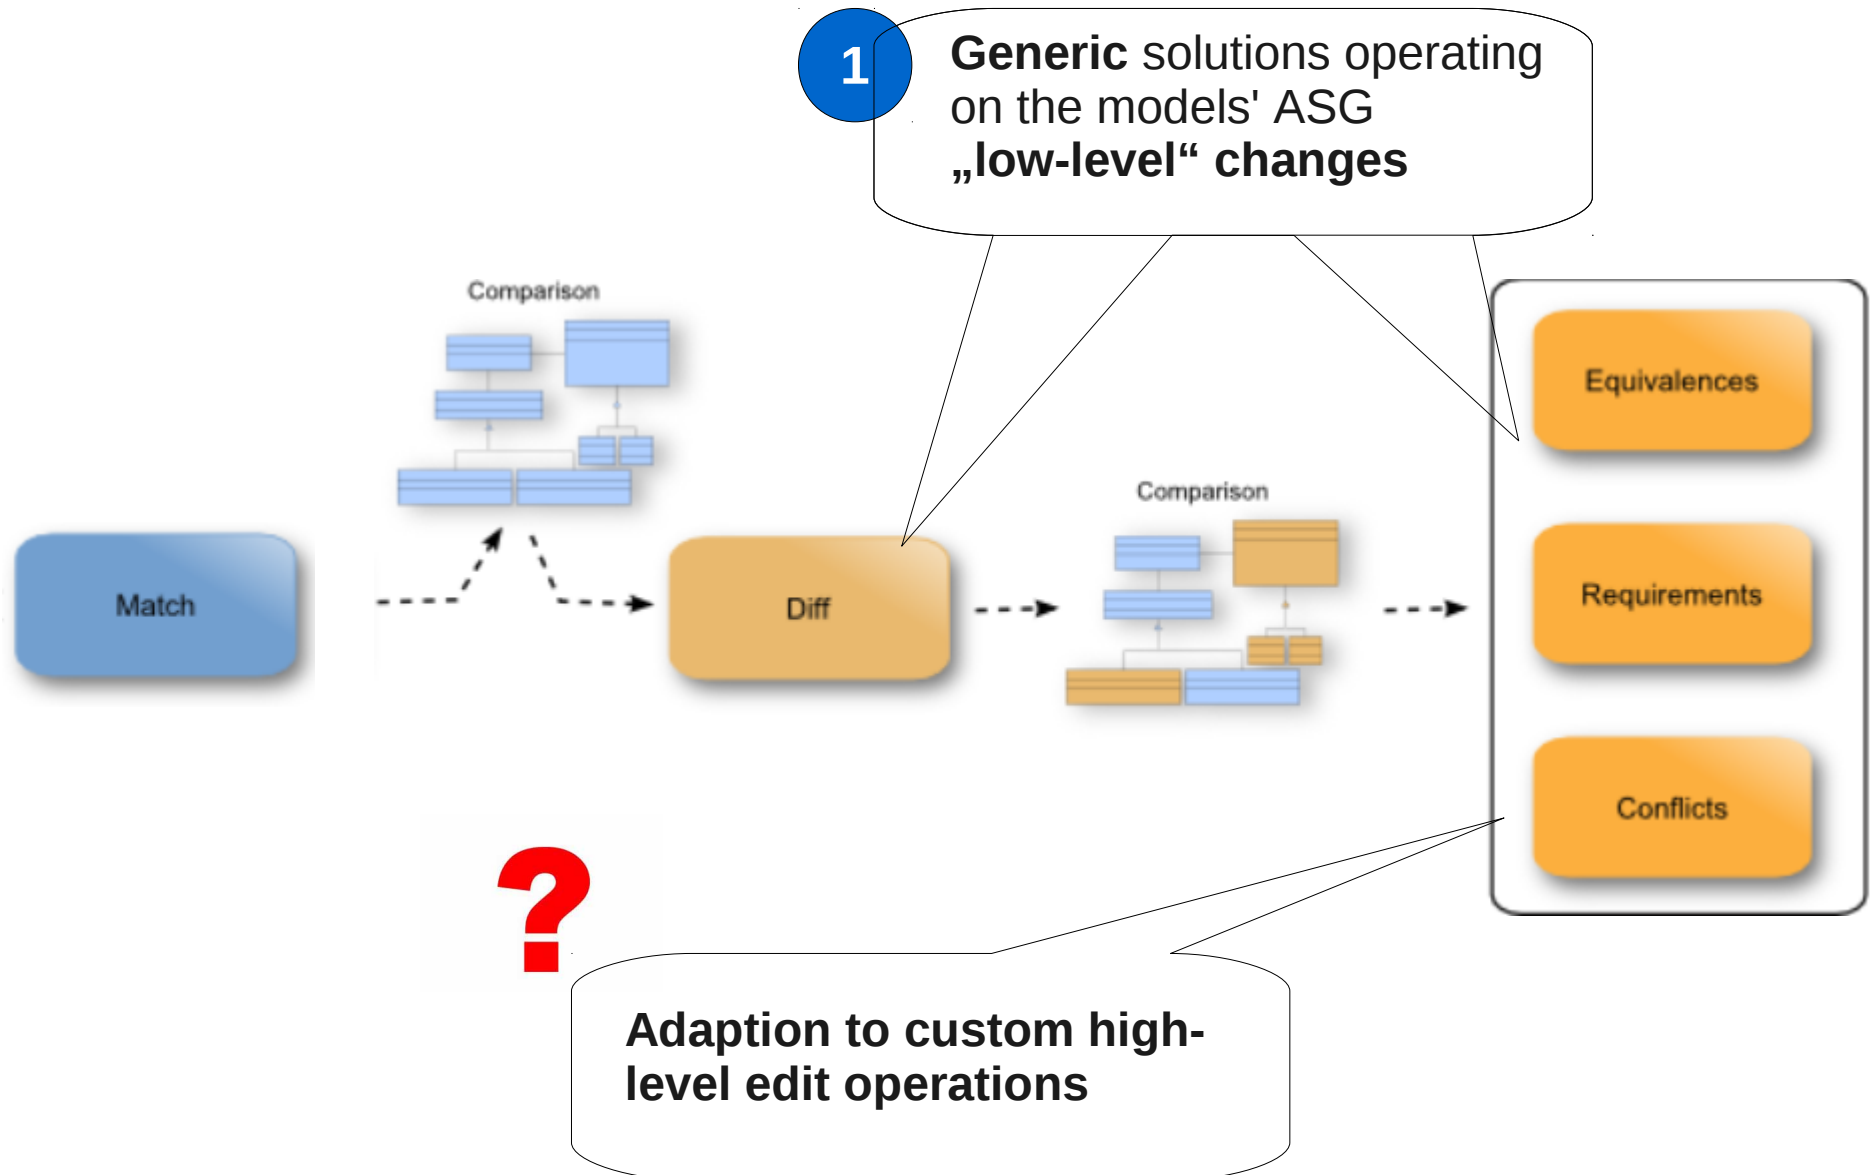 1
Generic solutions operating
on the models' ASG
„low-level“ changes
Comparison
Match
Diff
Comparison
Equivalences
Requirements
Conflicts
?
Adaption to custom high-
level edit operations